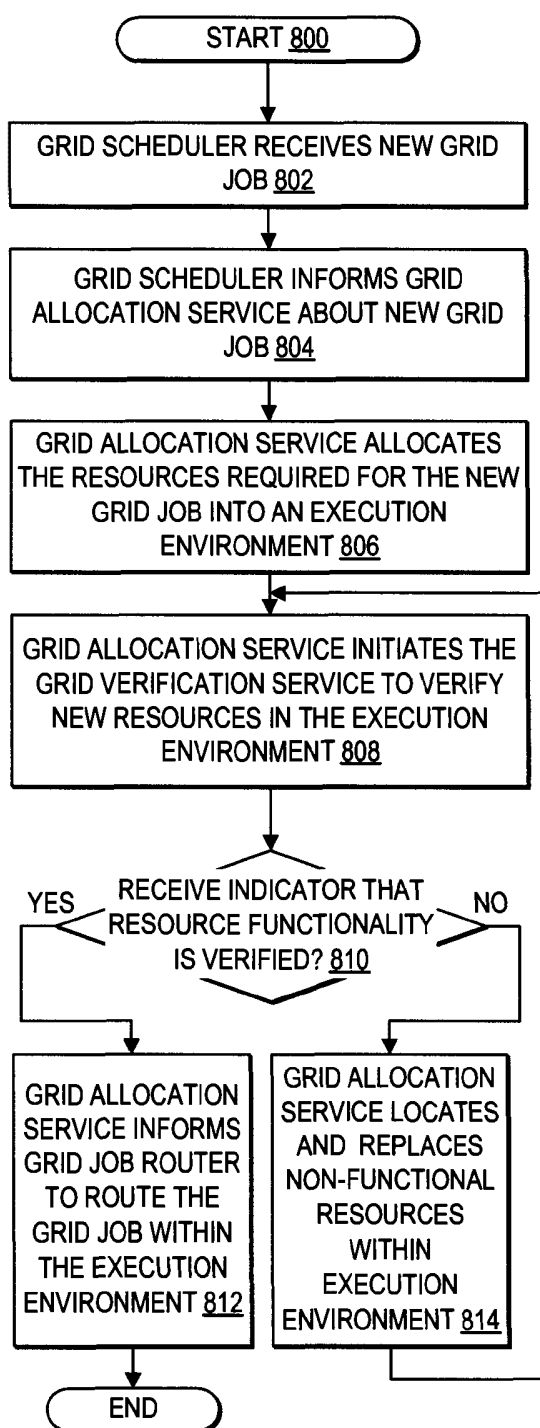 START 800
GRID SCHEDULER RECEIVES NEW GRID
JOB 802
GRID SCHEDULER INFORMS GRID
ALLOCATION SERVICE ABOUT NEW GRID
JOB 804
GRID ALLOCATION SERVICE ALLOCATES
THE RESOURCES REQUIRED FOR THE NEW
GRID JOB INTO AN EXECUTION
ENVIRONMENT 806
GRID ALLOCATION SERVICE INITIATES THE
GRID VERIFICATION SERVICE TO VERIFY
NEW RESOURCES IN THE EXECUTION
ENVIRONMENT 808
YES
RECEIVE INDICATOR THAT
RESOURCE FUNCTIONALITY
IS VERIFIED? 810
NO
GRID ALLOCATION
SERVICE INFORMS
GRID JOB ROUTER
TO ROUTE THE
GRID JOB WITHIN
THE EXECUTION
ENVIRONMENT 812
GRID ALLOCATION
SERVICE LOCATES
AND REPLACES
NON-FUNCTIONAL
RESOURCES
WITHIN
EXECUTION
ENVIRONMENT 814
END